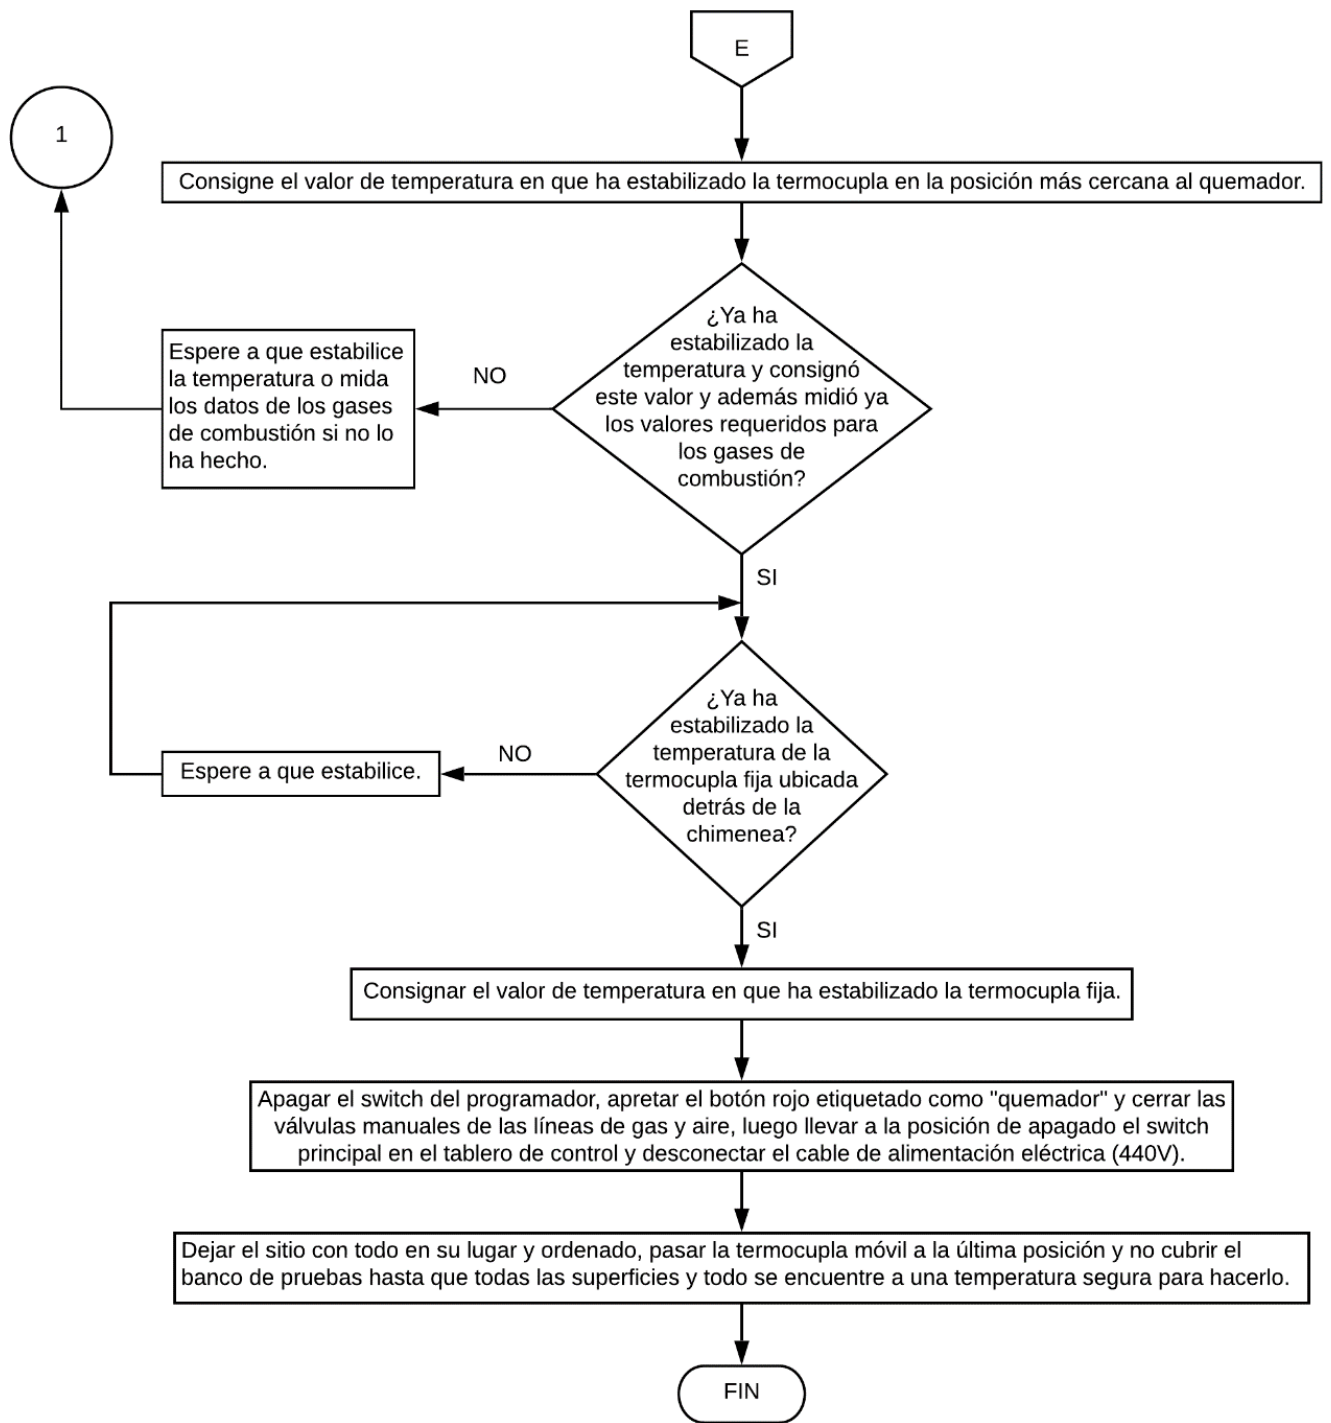 E
1
Consigne el valor de temperatura en que ha estabilizado la termocupla en la posición más cercana al quemador.
¿Ya ha
estabilizado la
temperatura y consignó
este valor y además midió ya
los valores requeridos para
los gases de
combustión?
NO
Espere a que estabilice
la temperatura o mida
los datos de los gases
de combustión si no lo
ha hecho.
SI
¿Ya ha
estabilizado la
temperatura de la
termocupla fija ubicada
detrás de la
chimenea?
NO
Espere a que estabilice.
SI
Consignar el valor de temperatura en que ha estabilizado la termocupla fija.
Apagar el switch del programador, apretar el botón rojo etiquetado como "quemador" y cerrar las
válvulas manuales de las líneas de gas y aire, luego llevar a la posición de apagado el switch
principal en el tablero de control y desconectar el cable de alimentación eléctrica (440V).
Dejar el sitio con todo en su lugar y ordenado, pasar la termocupla móvil a la última posición y no cubrir el
banco de pruebas hasta que todas las superficies y todo se encuentre a una temperatura segura para hacerlo.
FIN